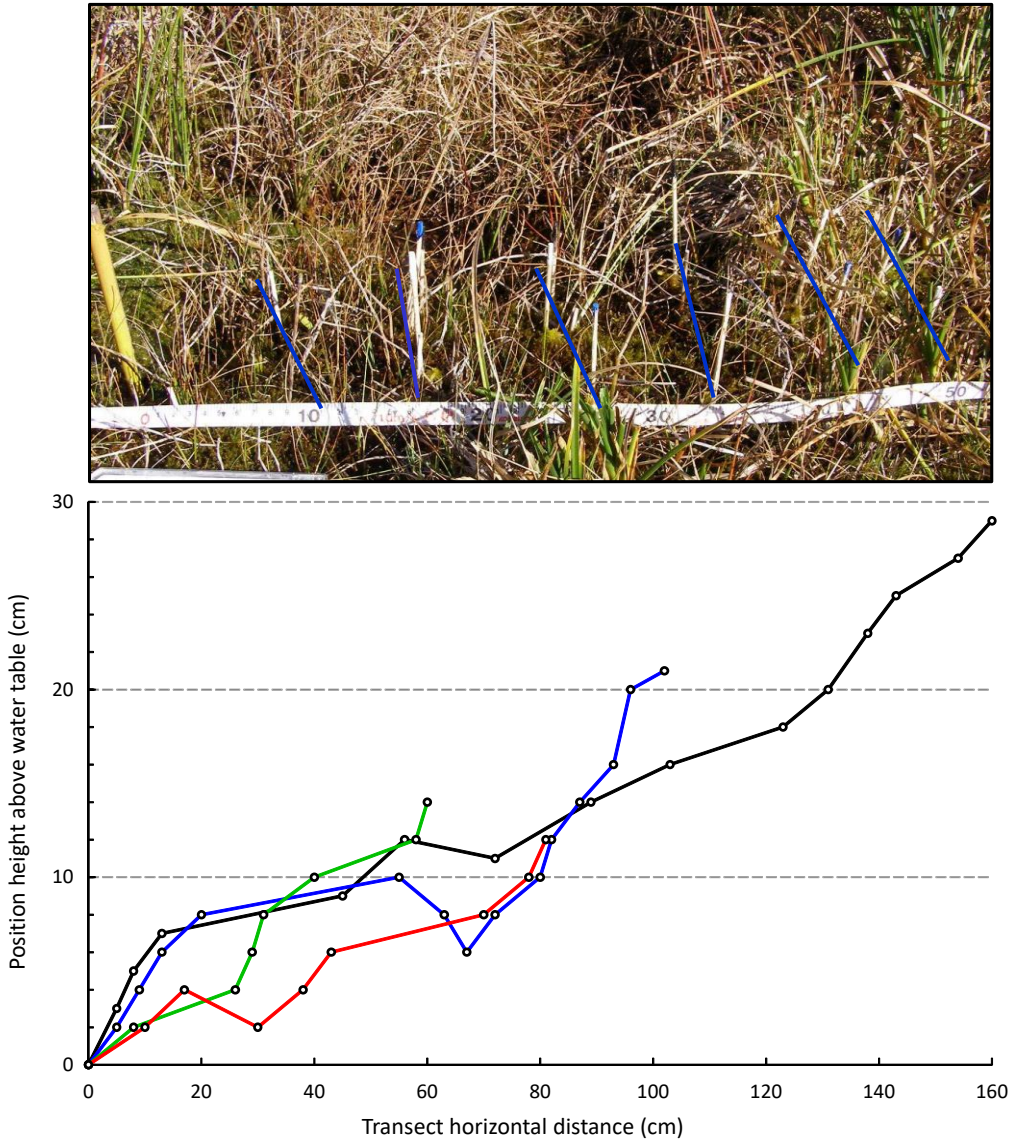 0 10 20 30 50
30
20
10
0
Position height above water table (cm)
0 20 40 60 80 100 120 140 160
Transect horizontal distance (cm)